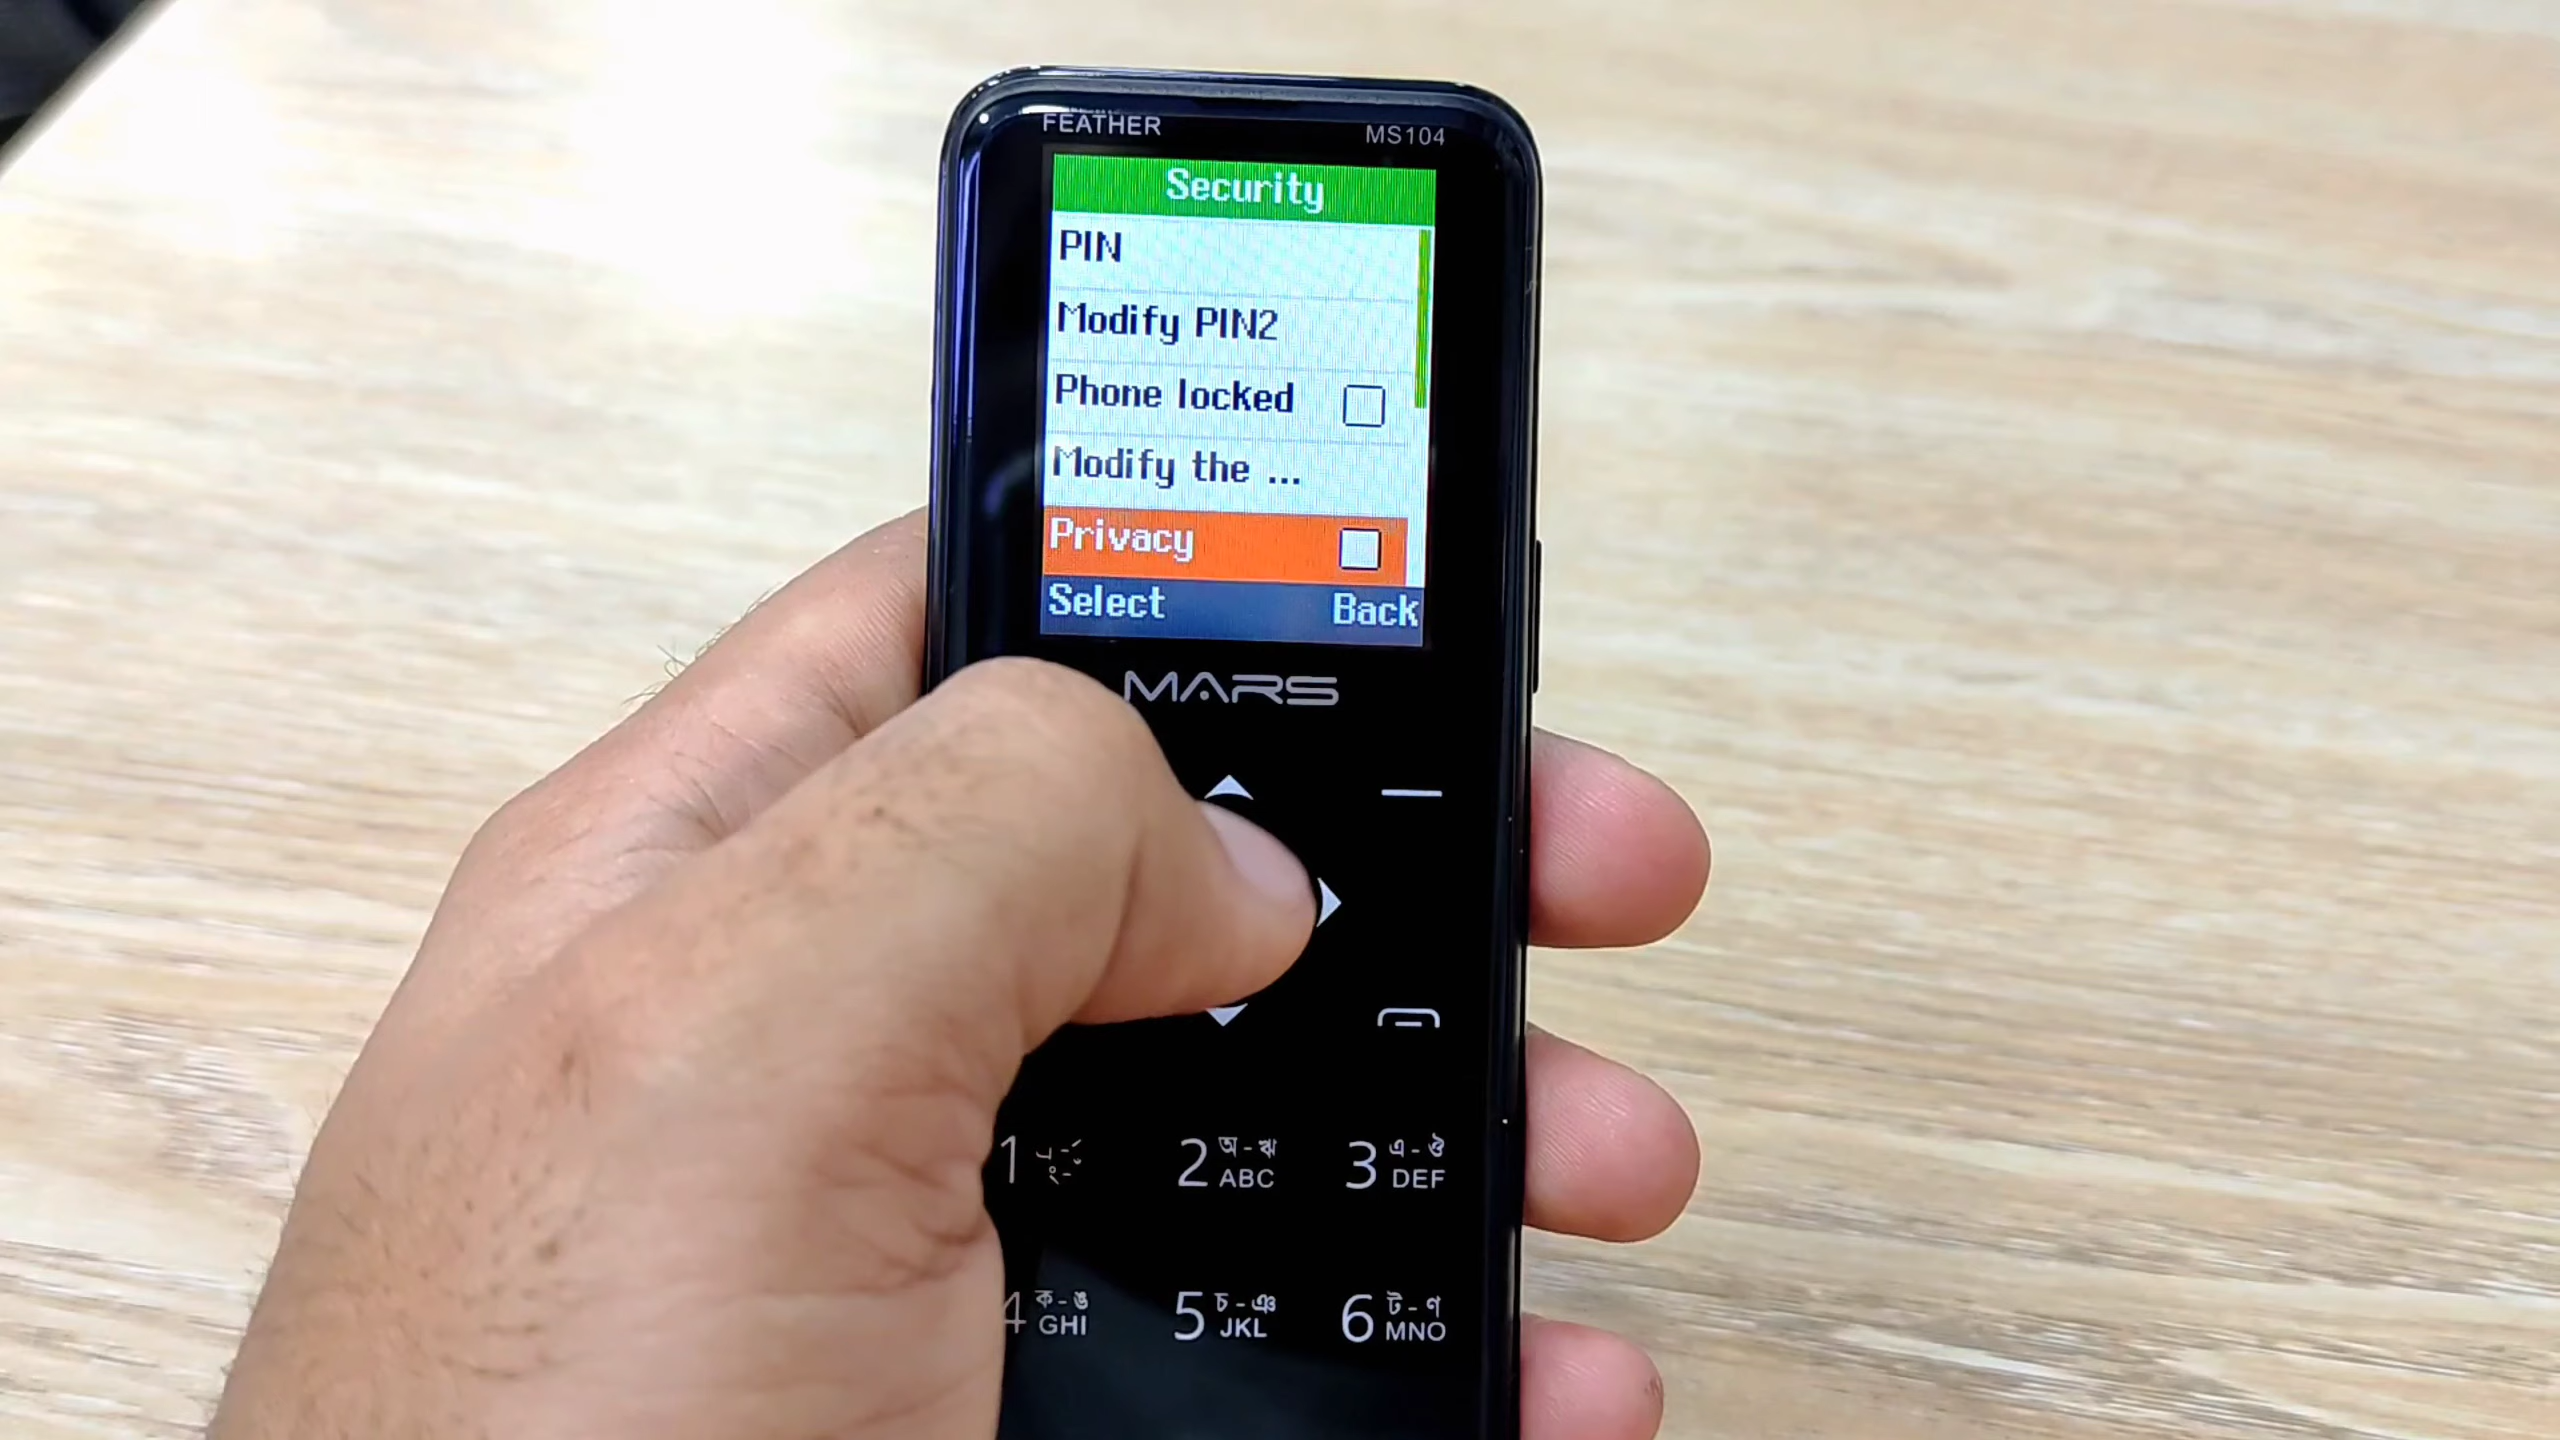 FEATHER MS104
Security
PIN
Modify PIN2
Phone locked
Modify the ...
Privacy
Select Back
MARS
1
2 অ-ঋ ABC
3 এ-ঔ DEF
4 ক-ঙ GHI
5 চ-ঞ JKL
6 ট-ণ MNO